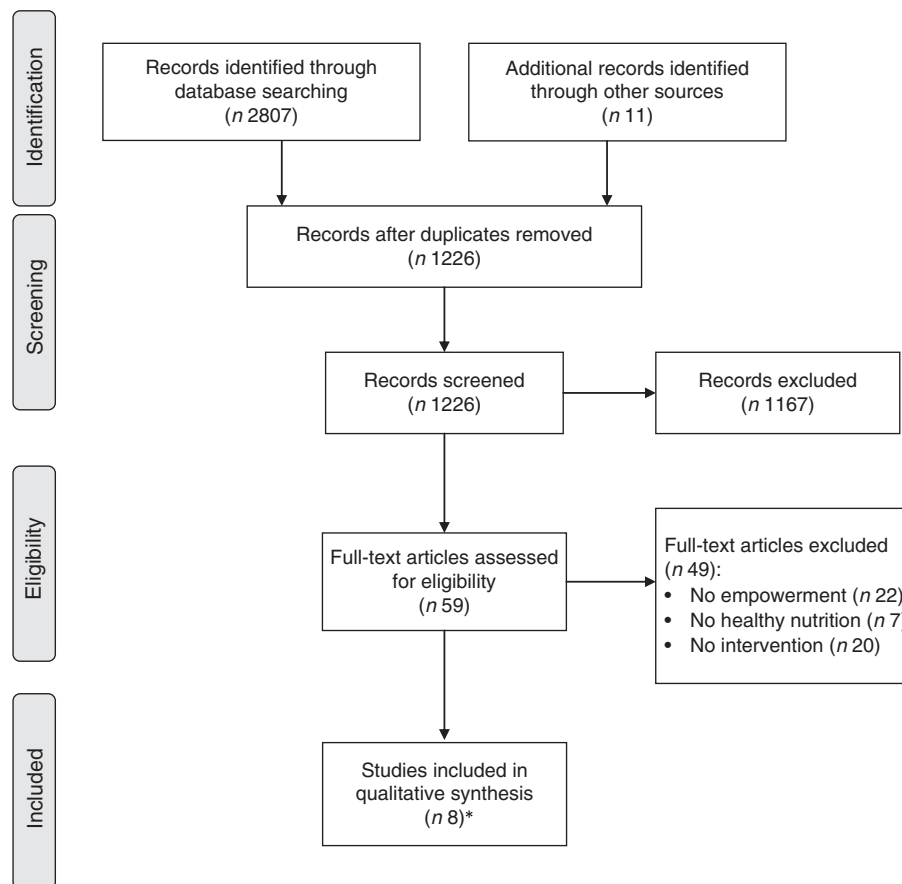 Identification
Records identified through
database searching
(n 2807)
Additional records identified
through other sources
(n 11)
Screening
Records after duplicates removed
(n 1226)
Records screened
(n 1226)
Records excluded
(n 1167)
Eligibility
Full-text articles assessed
for eligibility
(n 59)
Full-text articles excluded
(n 49):
• No empowerment (n 22)
• No healthy nutrition (n 7)
• No intervention (n 20)
Included
Studies included in
qualitative synthesis
(n 8)*